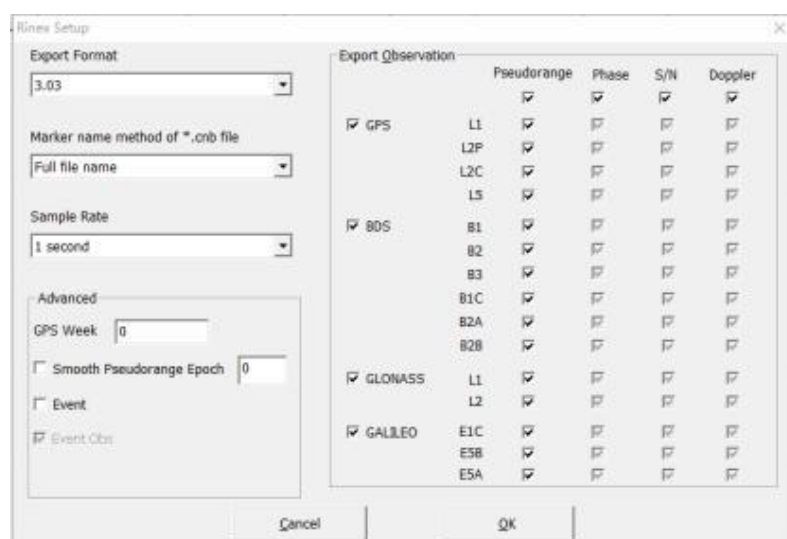 Rinex Setup
Export Format
3.03
Marker name method of *.cnb file
Full file name
Sample Rate
1 second
Advanced
GPS Week 0
Smooth Pseudorange Epoch 0
Event
Event Obs
Export Observation
Pseudorange Phase S/N Doppler
GPS L1
L2P
L2C
L5
BDS B1
B2
B3
B1C
B2A
B2B
GLONASS L1
L2
GALILEO E1C
E5B
E5A
Cancel OK